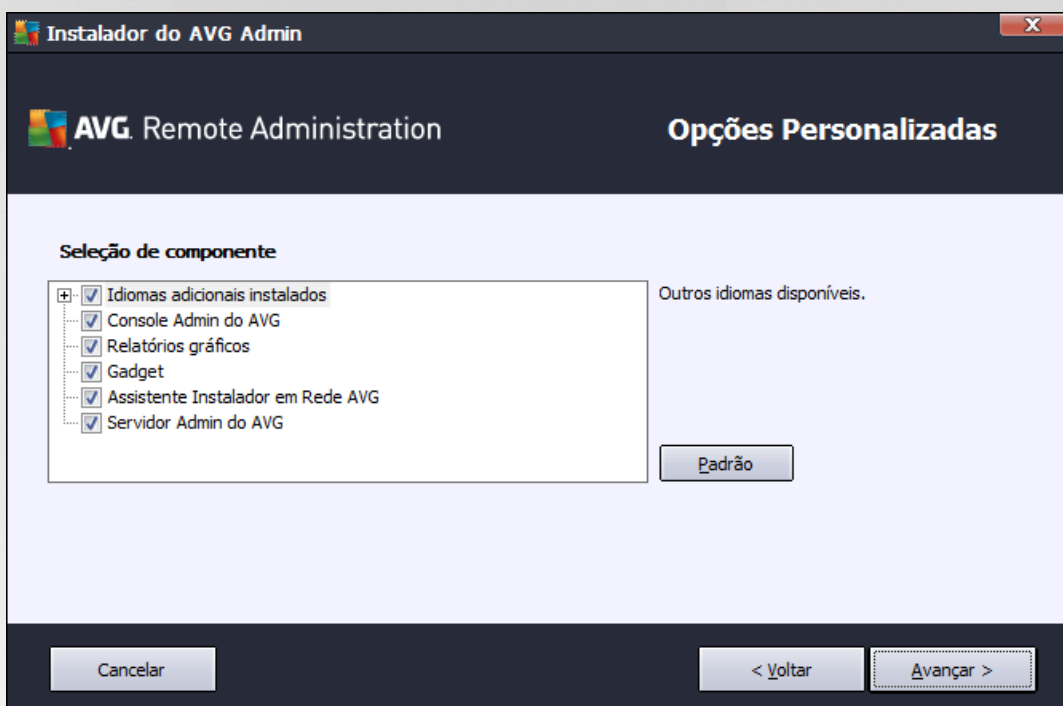 Instalador do AVG Admin
X
AVG. Remote Administration
Opções Personalizadas
Seleção de componente
Idiomas adicionais instalados
Outros idiomas disponíveis.
Console Admin do AVG
Relatórios gráficos
Gadget
Assistente Instalador em Rede AVG
Servidor Admin do AVG
Padrão
Cancelar
< Voltar
Avançar >